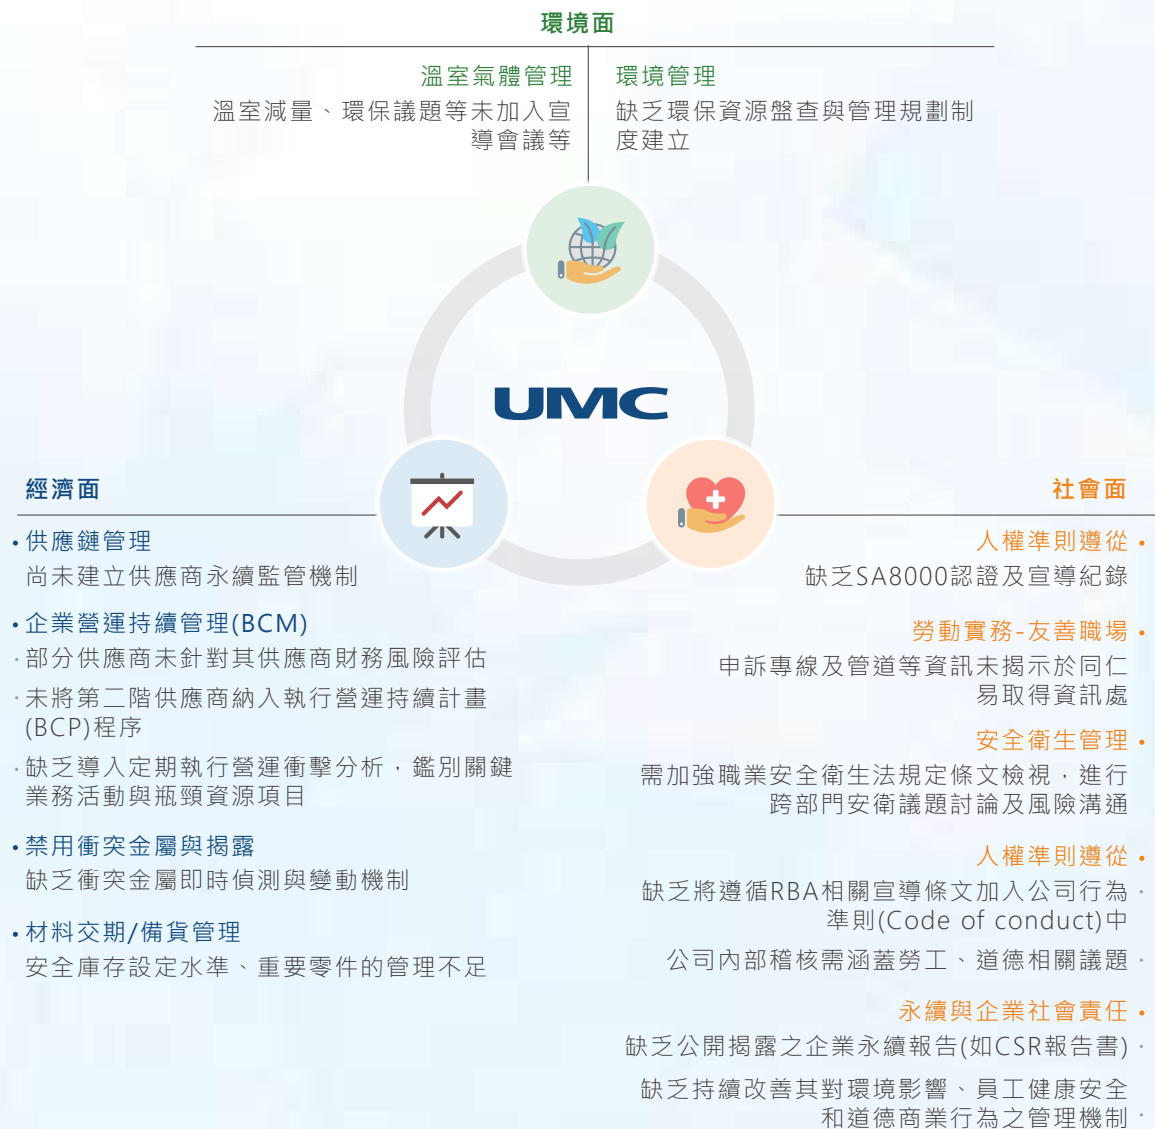 環境面
溫室氣體管理
溫室減量、環保議題等未加入宣
導會議等
環境管理
缺乏環保資源盤查與管理規劃制
度建立
UMC
經濟面
•供應鏈管理
尚未建立供應商永續監管機制
•企業營運持續管理(BCM)
·部分供應商未針對其供應商財務風險評估
·未將第二階供應商納入執行營運持續計畫
(BCP)程序
·缺乏導入定期執行營運衝擊分析，鑑別關鍵
業務活動與瓶頸資源項目
•禁用衝突金屬與揭露
缺乏衝突金屬即時偵測與變動機制
•材料交期/備貨管理
安全庫存設定水準、重要零件的管理不足
社會面
人權準則遵從•
缺乏SA8000認證及宣導紀錄
勞動實務-友善職場•
申訴專線及管道等資訊未揭示於同仁
易取得資訊處
安全衛生管理•
需加強職業安全衛生法規定條文檢視，進行
跨部門安衛議題討論及風險溝通
人權準則遵從•
缺乏將遵循RBA相關宣導條文加入公司行為·
準則(Code of conduct)中
公司內部稽核需涵蓋勞工、道德相關議題·
永續與企業社會責任•
缺乏公開揭露之企業永續報告(如CSR報告書)·
缺乏持續改善其對環境影響、員工健康安全
和道德商業行為之管理機制·